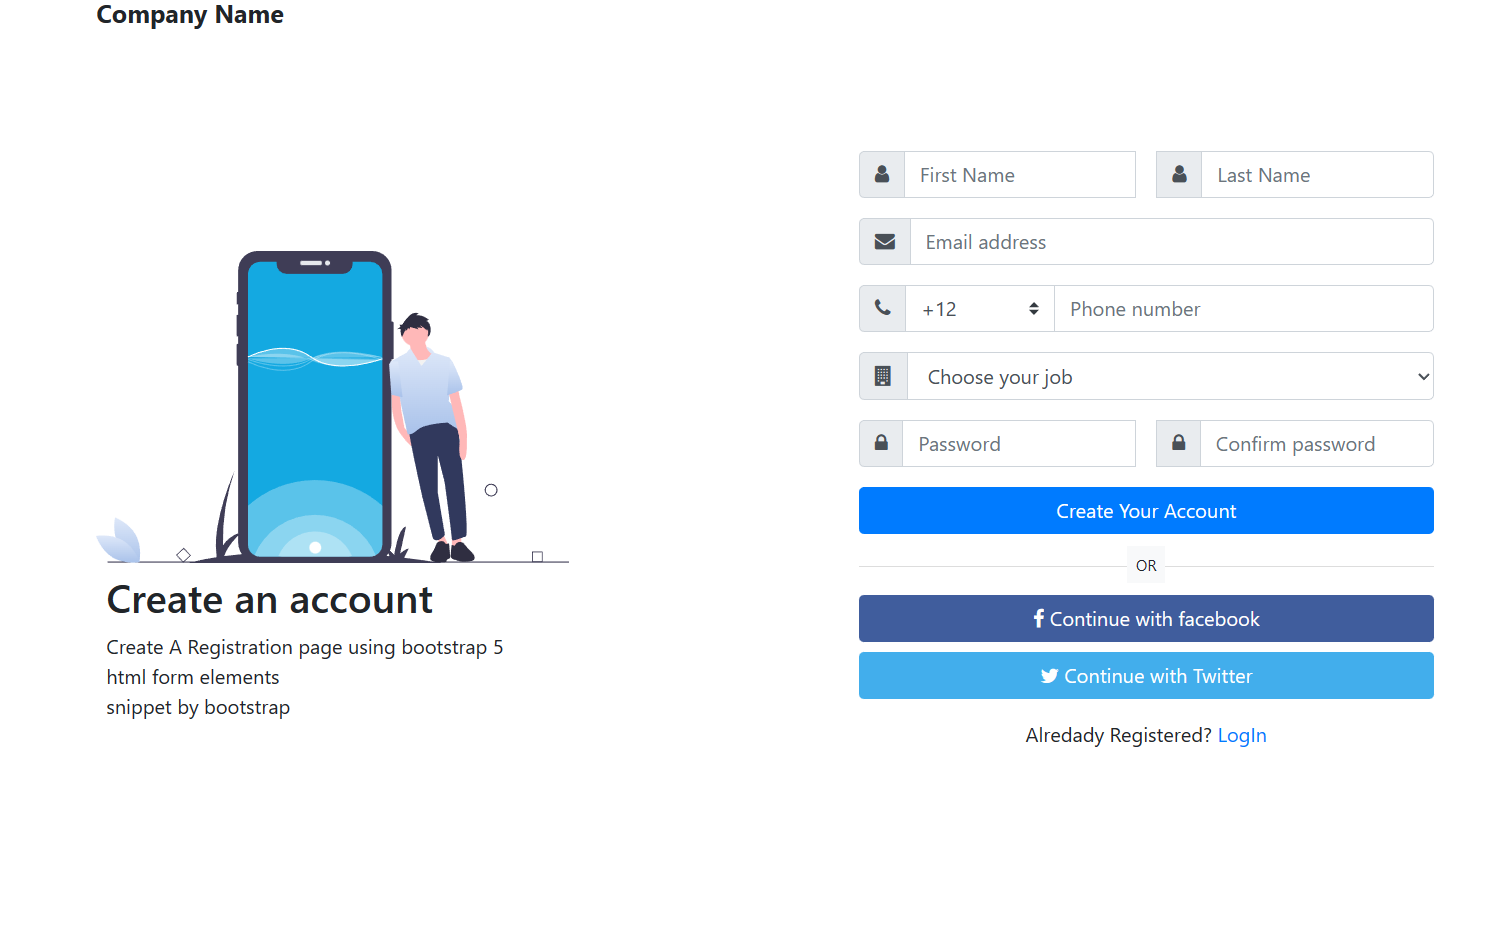 Company Name
First Name
Last Name
Email address
+12
Phone number
Choose your job
Password
Confirm password
Create Your Account
OR
Continue with facebook
Continue with Twitter
Alredady Registered? LogIn
Create an account
Create A Registration page using bootstrap 5
html form elements
snippet by bootstrap